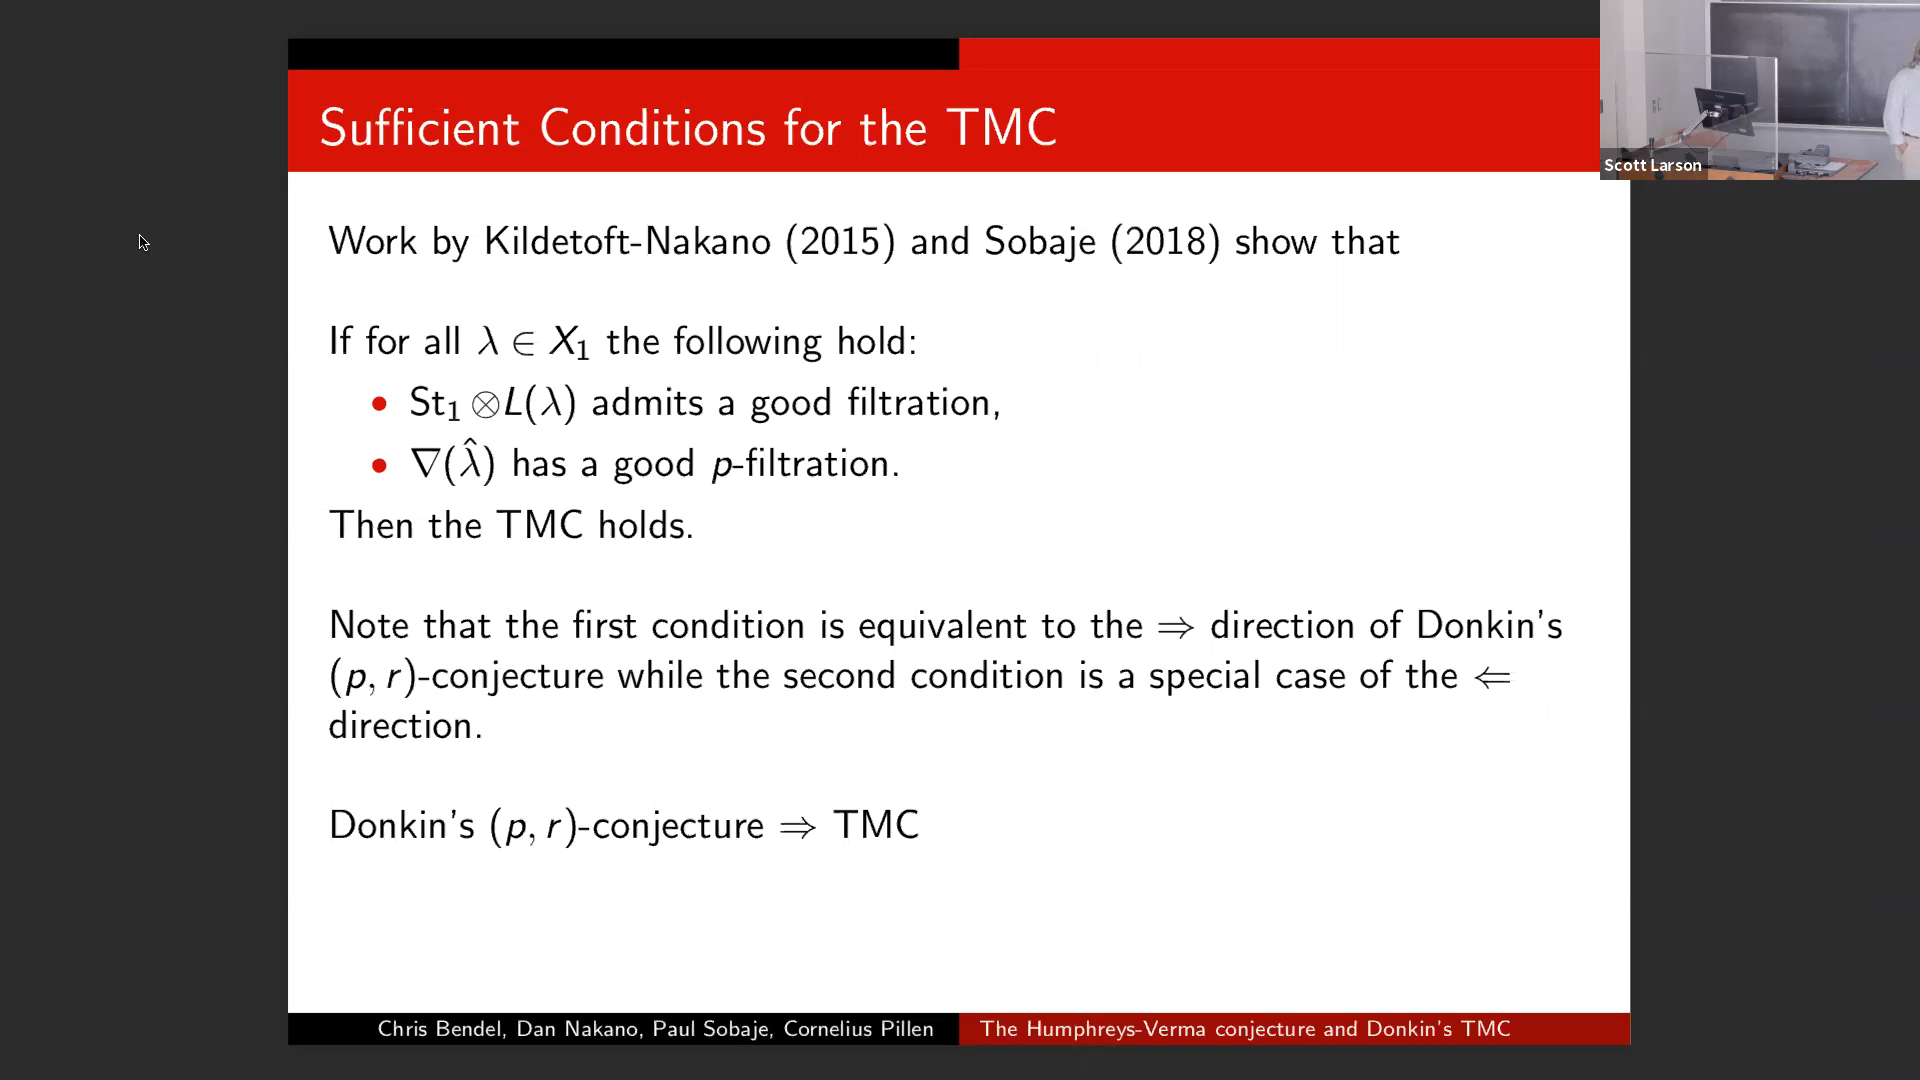 Sufficient Conditions for the TMC
Scott Larson
Work by Kildetoft-Nakano (2015) and Sobaje (2018) show that
If for all λ ∈ X₁ the following hold:
• St₁ ⊗L(λ) admits a good filtration,
• ∇(λ̂) has a good p-filtration.
Then the TMC holds.
Note that the first condition is equivalent to the ⇒ direction of Donkin's
(p, r)-conjecture while the second condition is a special case of the ⇐
direction.
Donkin's (p, r)-conjecture ⇒ TMC
Chris Bendel, Dan Nakano, Paul Sobaje, Cornelius Pillen
The Humphreys-Verma conjecture and Donkin's TMC